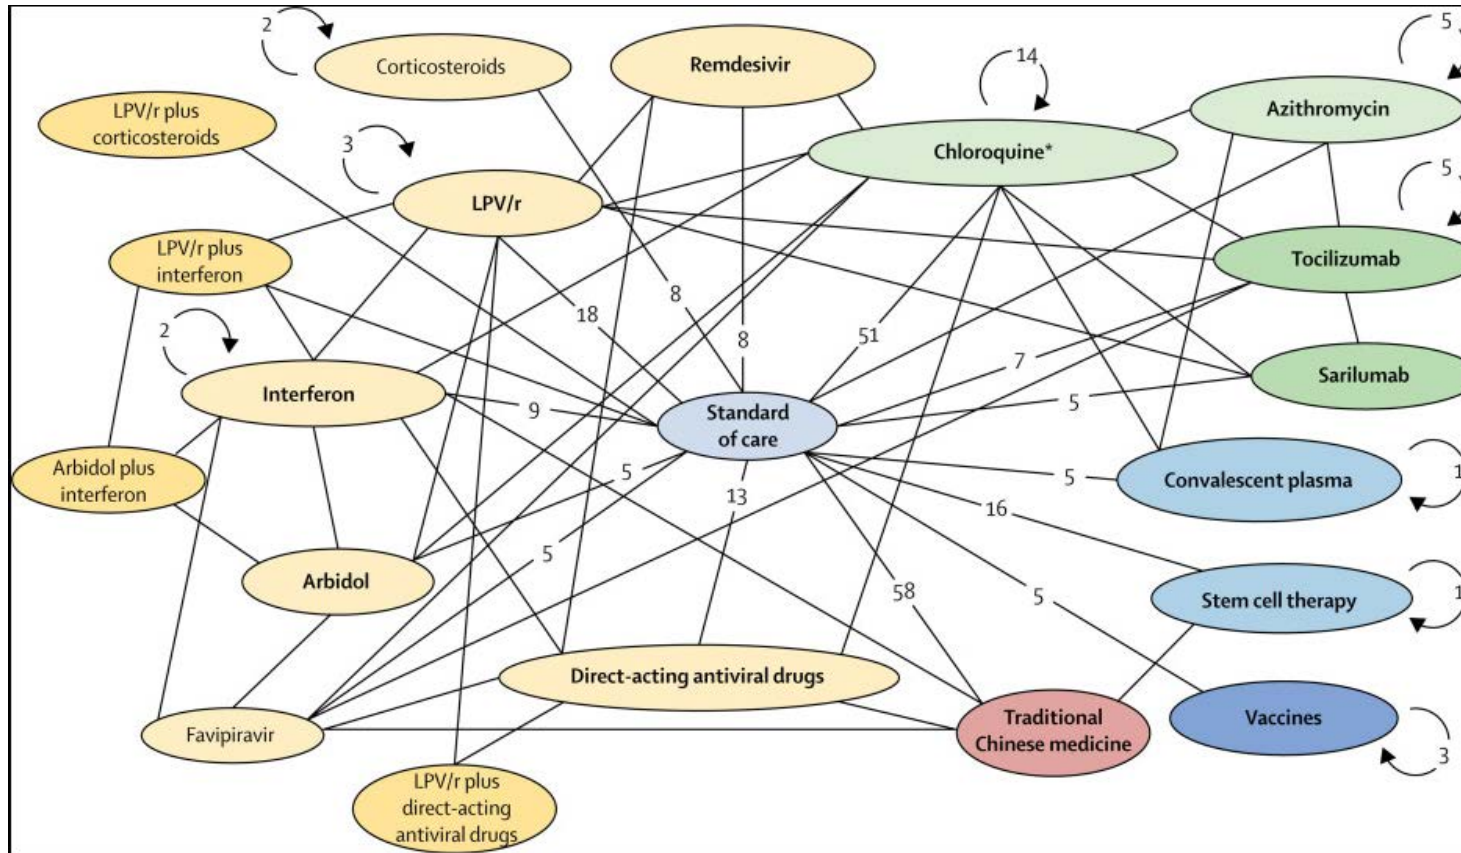 2
Corticosteroids
Remdesivir
14
5
Azithromycin
LPV/r plus
corticosteroids
3
Chloroquine*
LPV/r
5
LPV/r plus
interferon
Tocilizumab
8
18
2
8
51
7
Sarilumab
Interferon
9
Standard
of care
5
Arbidol plus
interferon
5
5
Convalescent plasma
1
13
16
5
Arbidol
58
5
Stem cell therapy
1
Direct-acting antiviral drugs
Favipiravir
Traditional
Chinese medicine
Vaccines
3
LPV/r plus
direct-acting
antiviral drugs